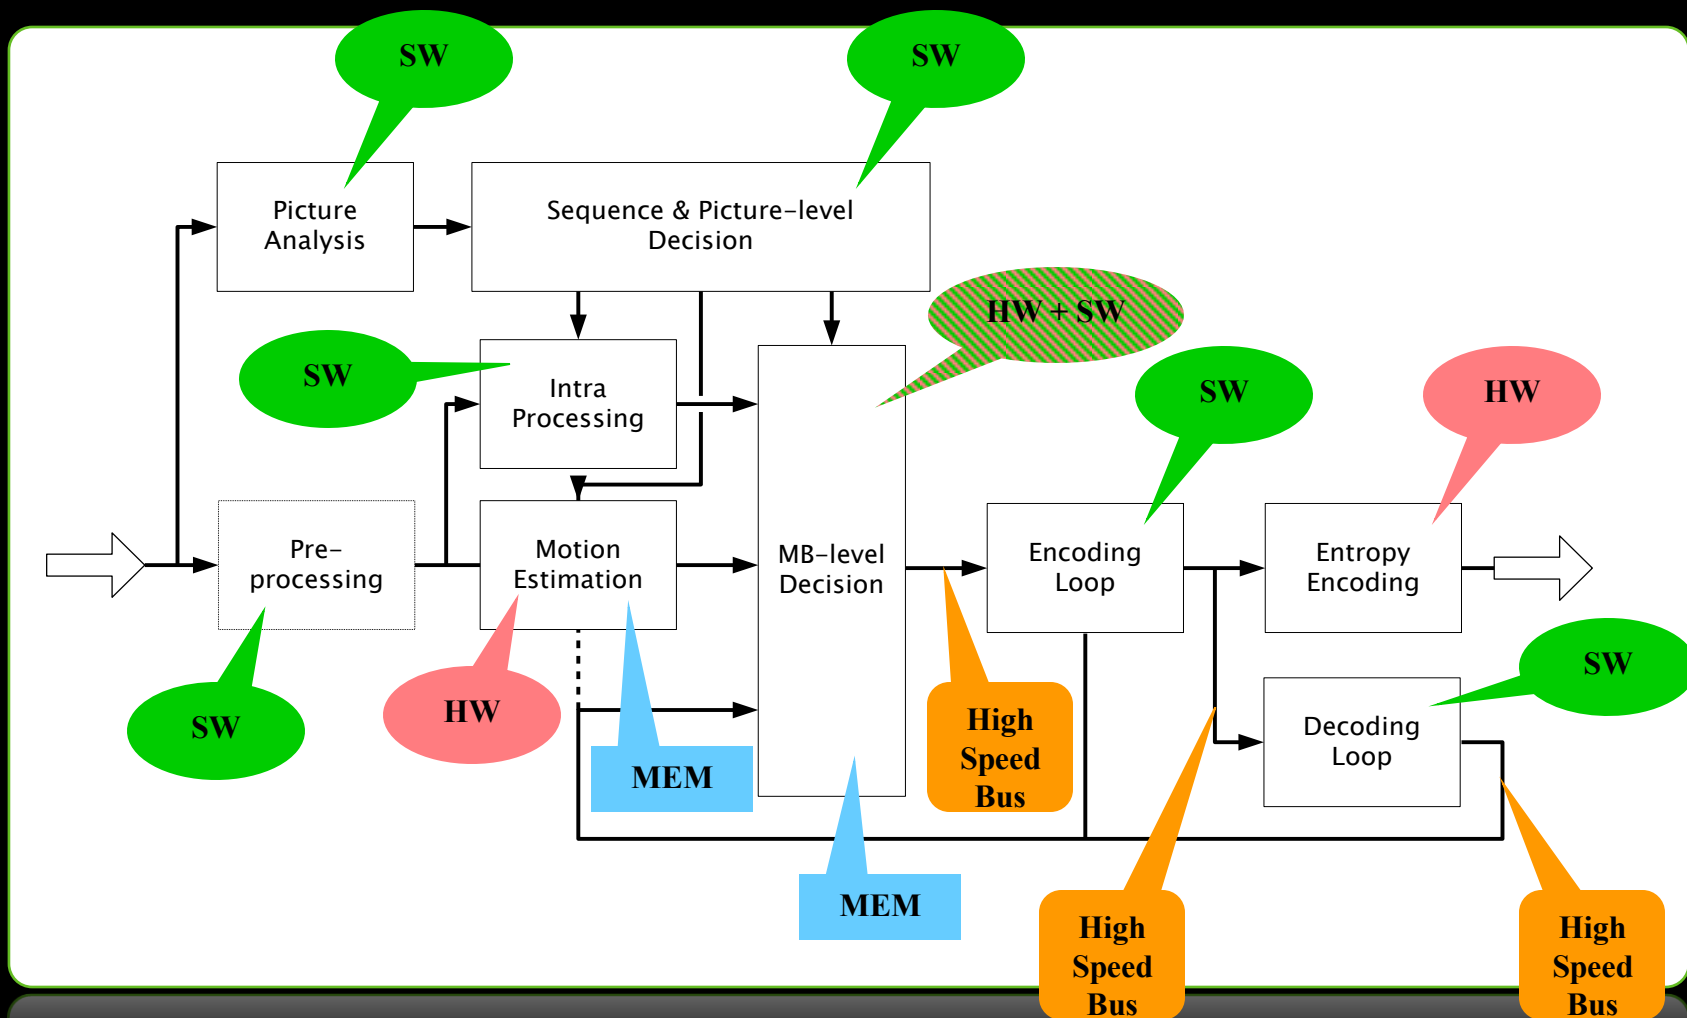 SW
SW
Picture
Analysis
Sequence & Picture-level
Decision
HW + SW
SW
Intra
Processing
SW
HW
Pre-
processing
Motion
Estimation
MB-level
Decision
Encoding
Loop
Entropy
Encoding
SW
HW
MEM
High
Speed
Bus
SW
Decoding
Loop
MEM
High
Speed
Bus
High
Speed
Bus